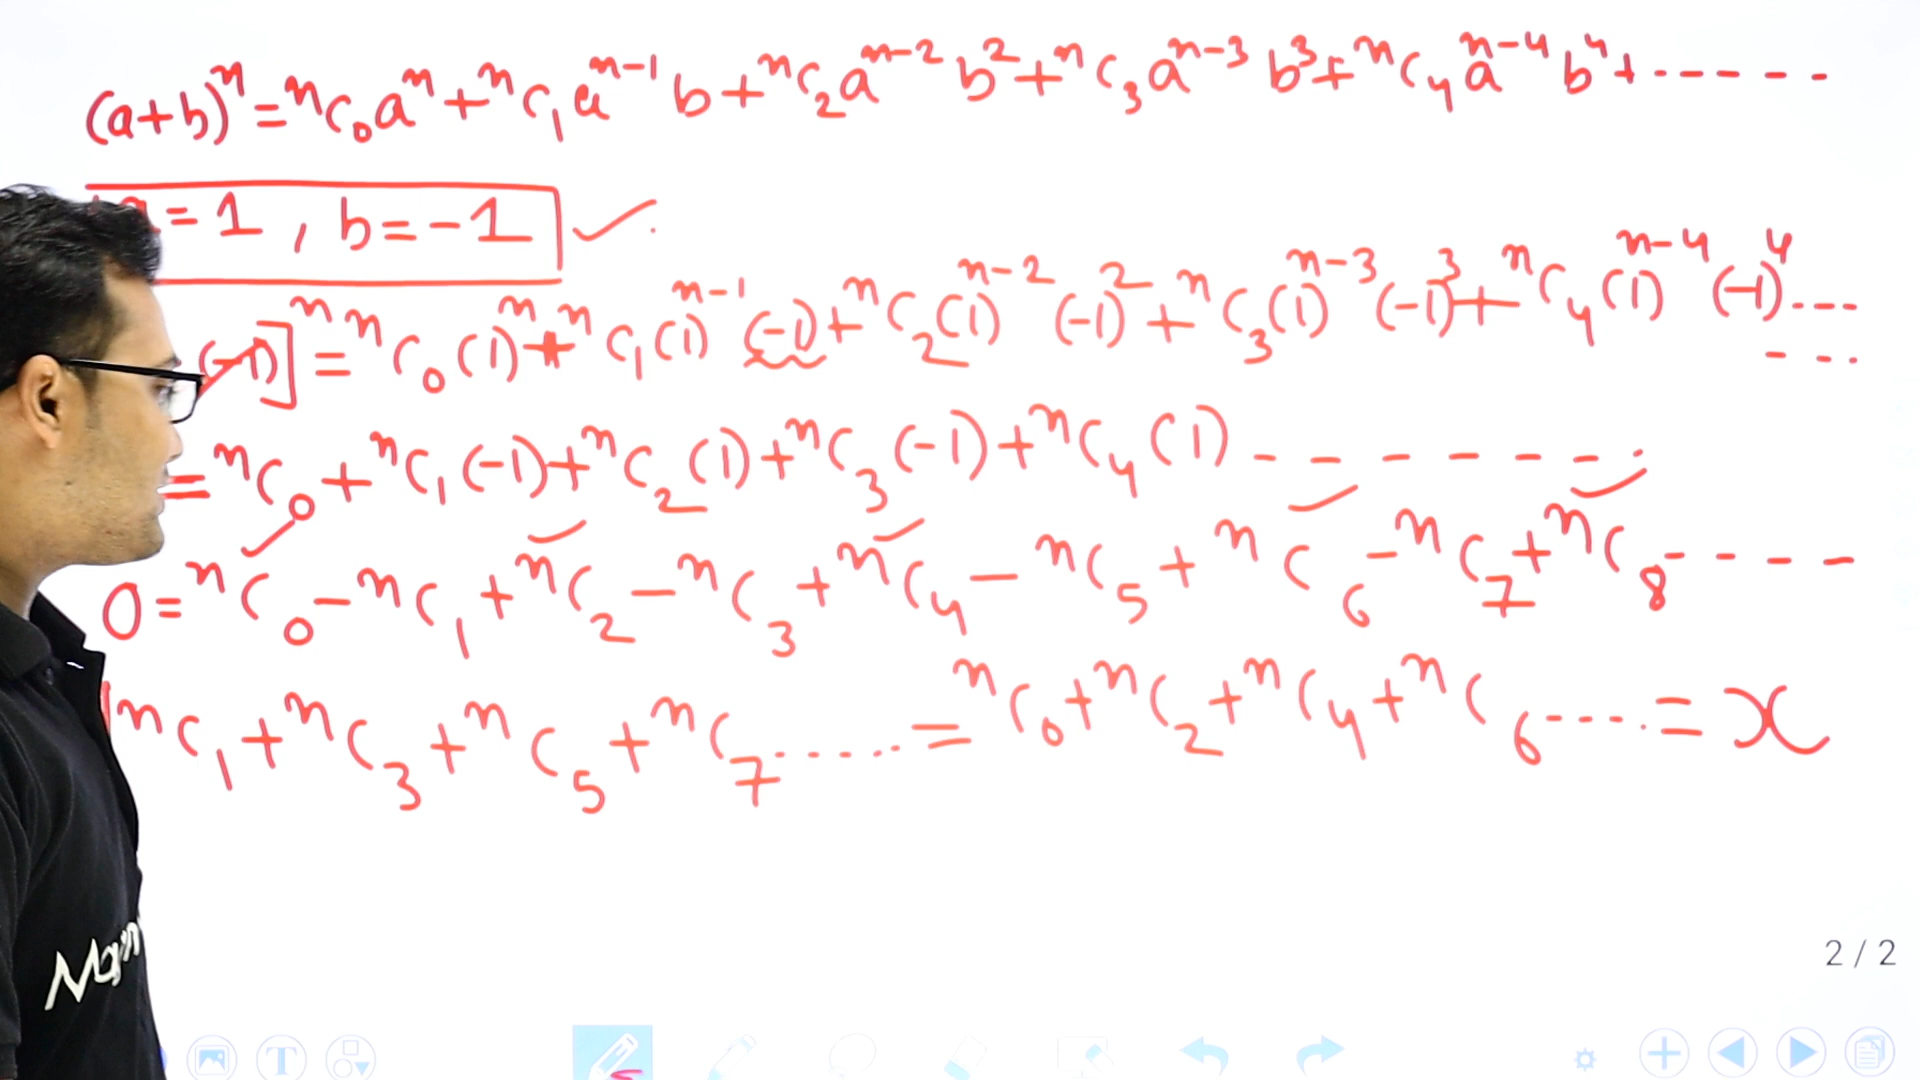 (a+b)ⁿ = ⁿC₀aⁿ + ⁿC₁aⁿ⁻¹b + ⁿC₂aⁿ⁻²b² + ⁿC₃aⁿ⁻³b³ + ⁿC₄aⁿ⁻⁴b⁴ + -----
a = 1 , b = -1 ✓.
(-1)]ⁿ = ⁿC₀(1)ⁿ + ⁿC₁(1)ⁿ⁻¹(-1) + ⁿC₂(1)ⁿ⁻²(-1)² + ⁿC₃(1)ⁿ⁻³(-1)³ + ⁿC₄(1)ⁿ⁻⁴(-1)⁴ ---
---
= ⁿC₀ + ⁿC₁(-1) + ⁿC₂(1) + ⁿC₃(-1) + ⁿC₄(1) -------
0 = ⁿC₀ - ⁿC₁ + ⁿC₂ - ⁿC₃ + ⁿC₄ - ⁿC₅ + ⁿC₆ - ⁿC₇ + ⁿC₈ ----
ⁿC₁ + ⁿC₃ + ⁿC₅ + ⁿC₇ ...... = ⁿC₀ + ⁿC₂ + ⁿC₄ + ⁿC₆ ---- = x
2 / 2
T